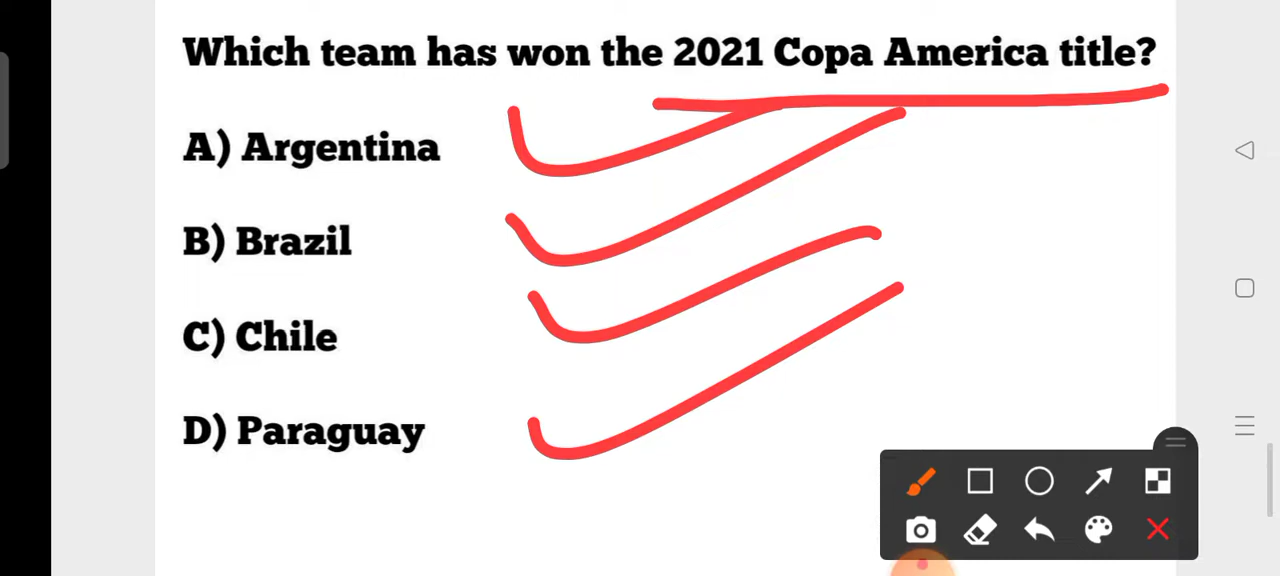 Which team has won the 2021 Copa America title?
A) Argentina
B) Brazil
C) Chile
D) Paraguay